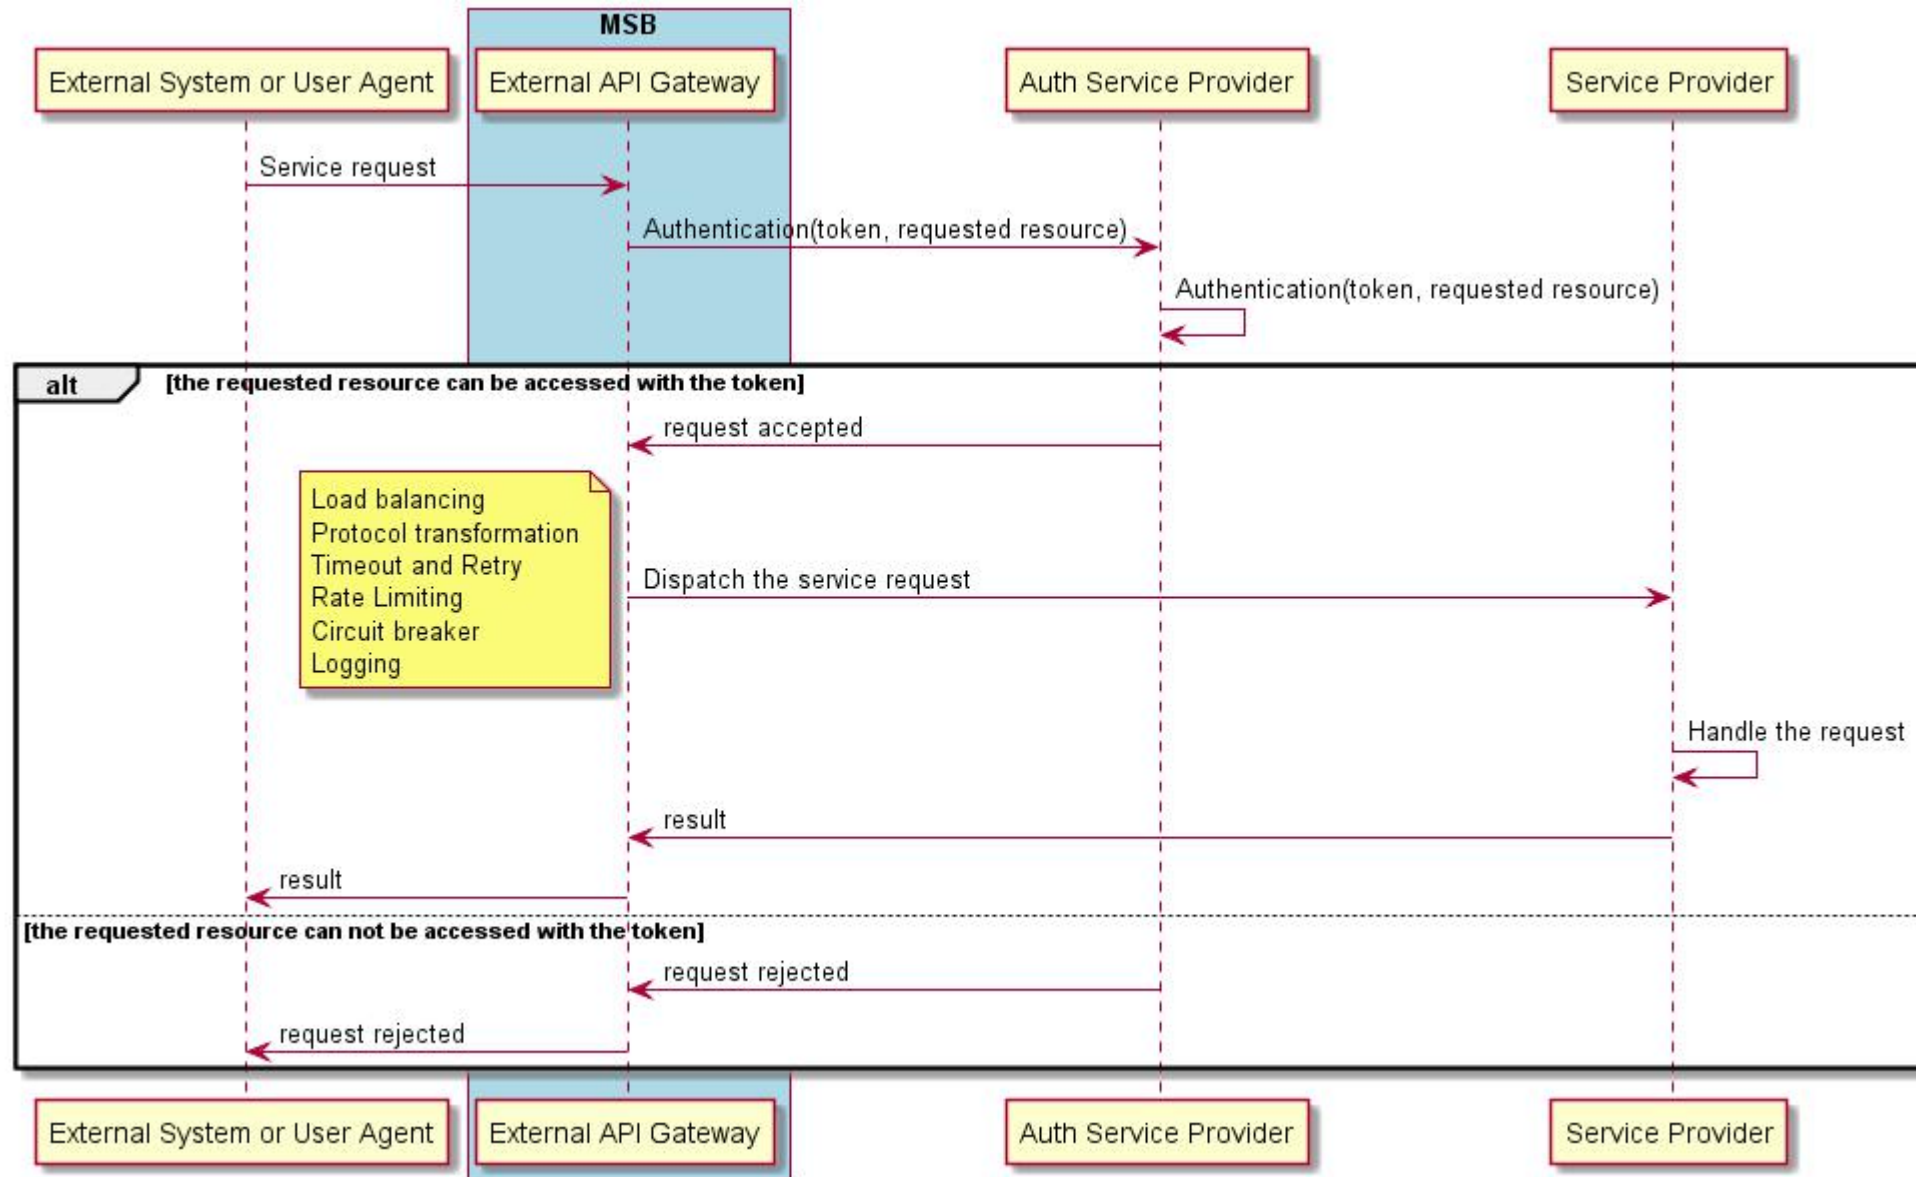 MSB
External System or User Agent
External API Gateway
Auth Service Provider
Service Provider
Service request
Authentication(token, requested resource)
Authentication(token, requested resource)
alt
[the requested resource can be accessed with the token]
request accepted
Load balancing
Protocol transformation
Timeout and Retry
Rate Limiting
Circuit breaker
Logging
Dispatch the service request
Handle the request
result
result
[the requested resource can not be accessed with the token]
request rejected
request rejected
External System or User Agent
External API Gateway
Auth Service Provider
Service Provider